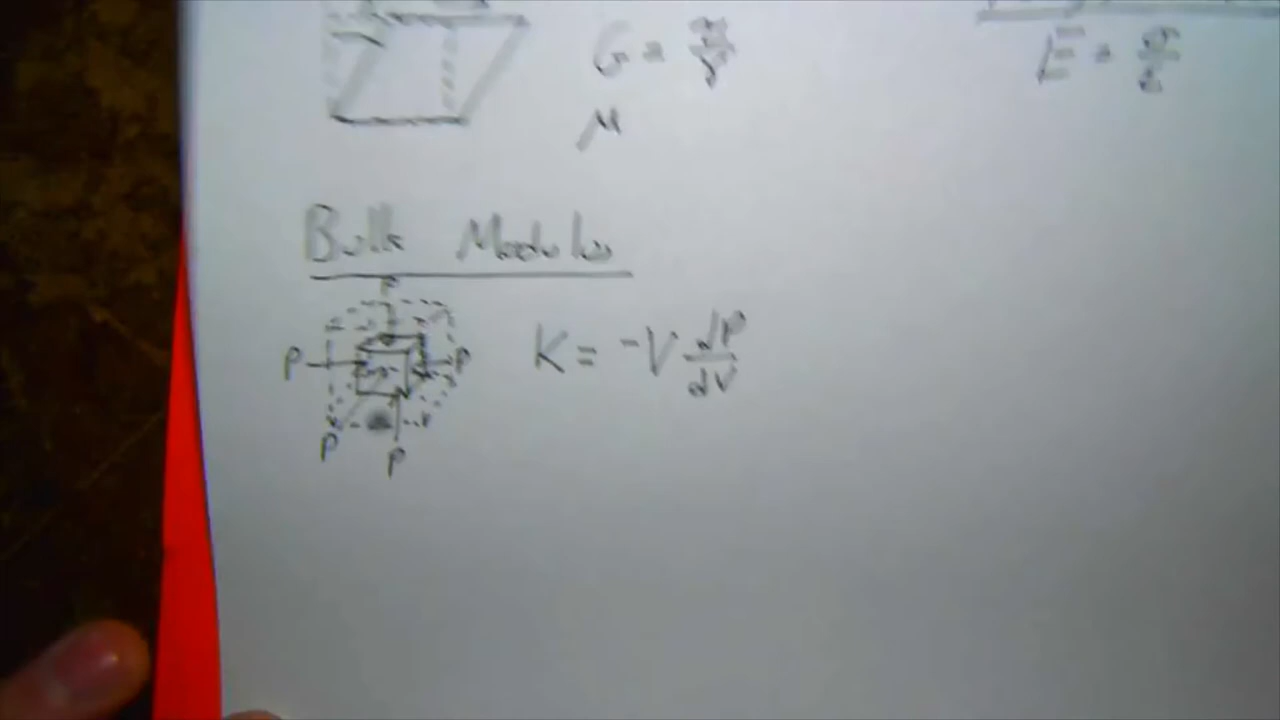 G = τ/γ
E = σ/ε
μ
Bulk Modulus
P
P P
K = -V dP/dV
P
P